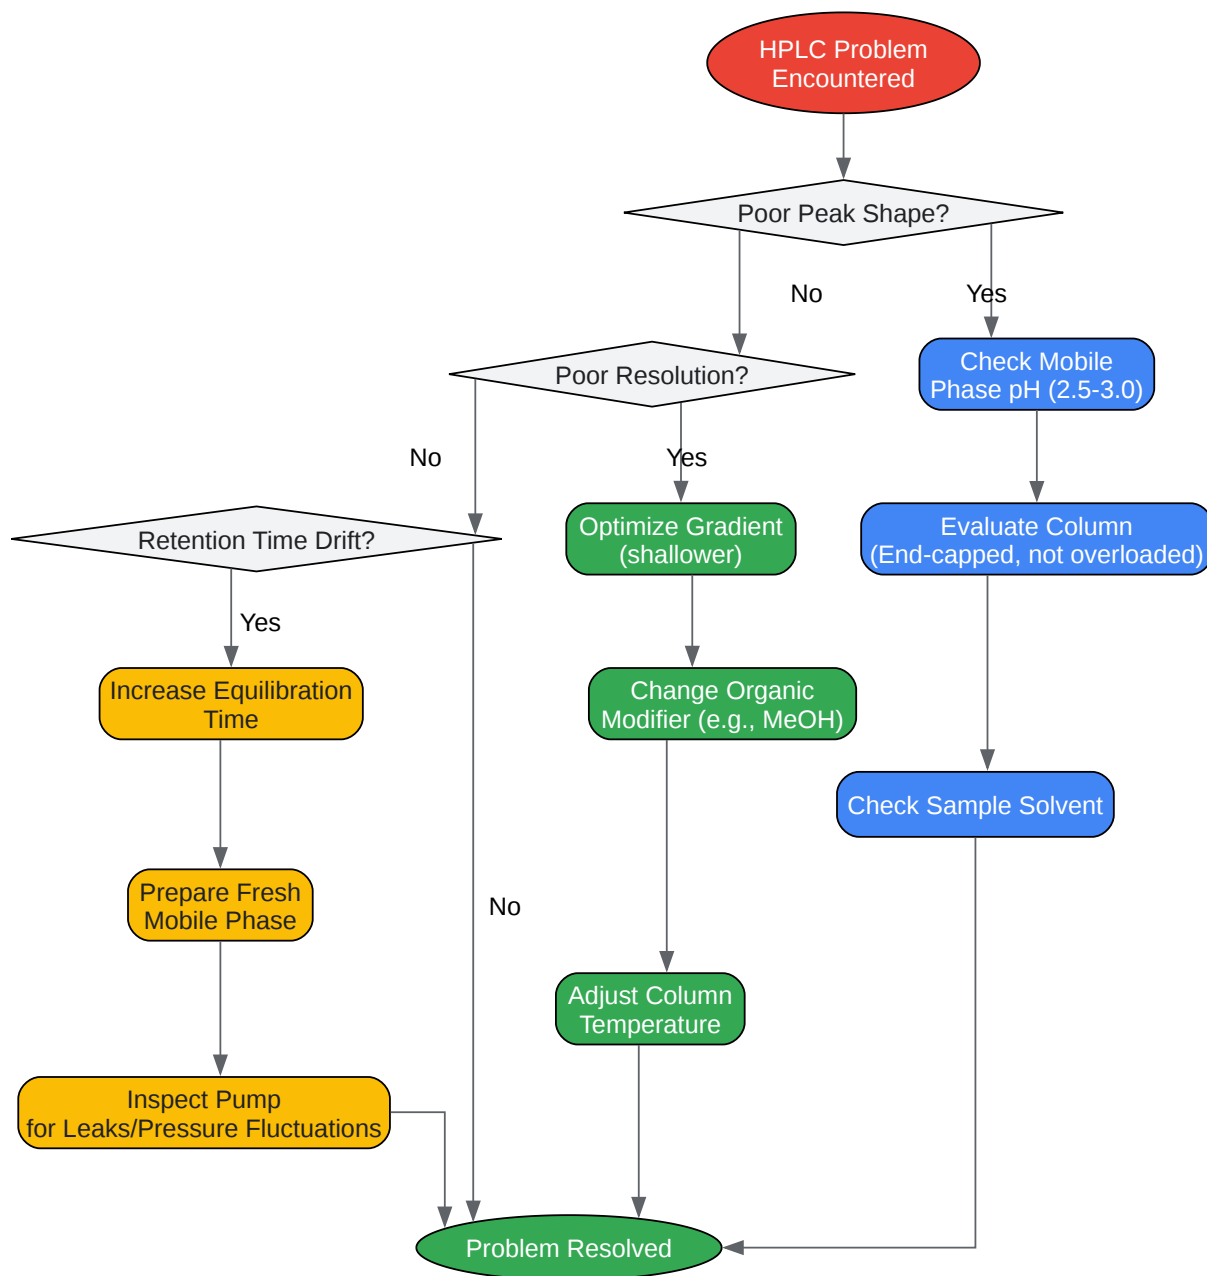 HPLC Problem
Encountered
Poor Peak Shape?
No
Yes
Poor Resolution?
Check Mobile
Phase pH (2.5-3.0)
No
Yes
Retention Time Drift?
Optimize Gradient
(shallower)
Evaluate Column
(End-capped, not overloaded)
Yes
Increase Equilibration
Time
Change Organic
Modifier (e.g., MeOH)
Check Sample Solvent
Prepare Fresh
Mobile Phase
No
Adjust Column
Temperature
Inspect Pump
for Leaks/Pressure Fluctuations
Problem Resolved